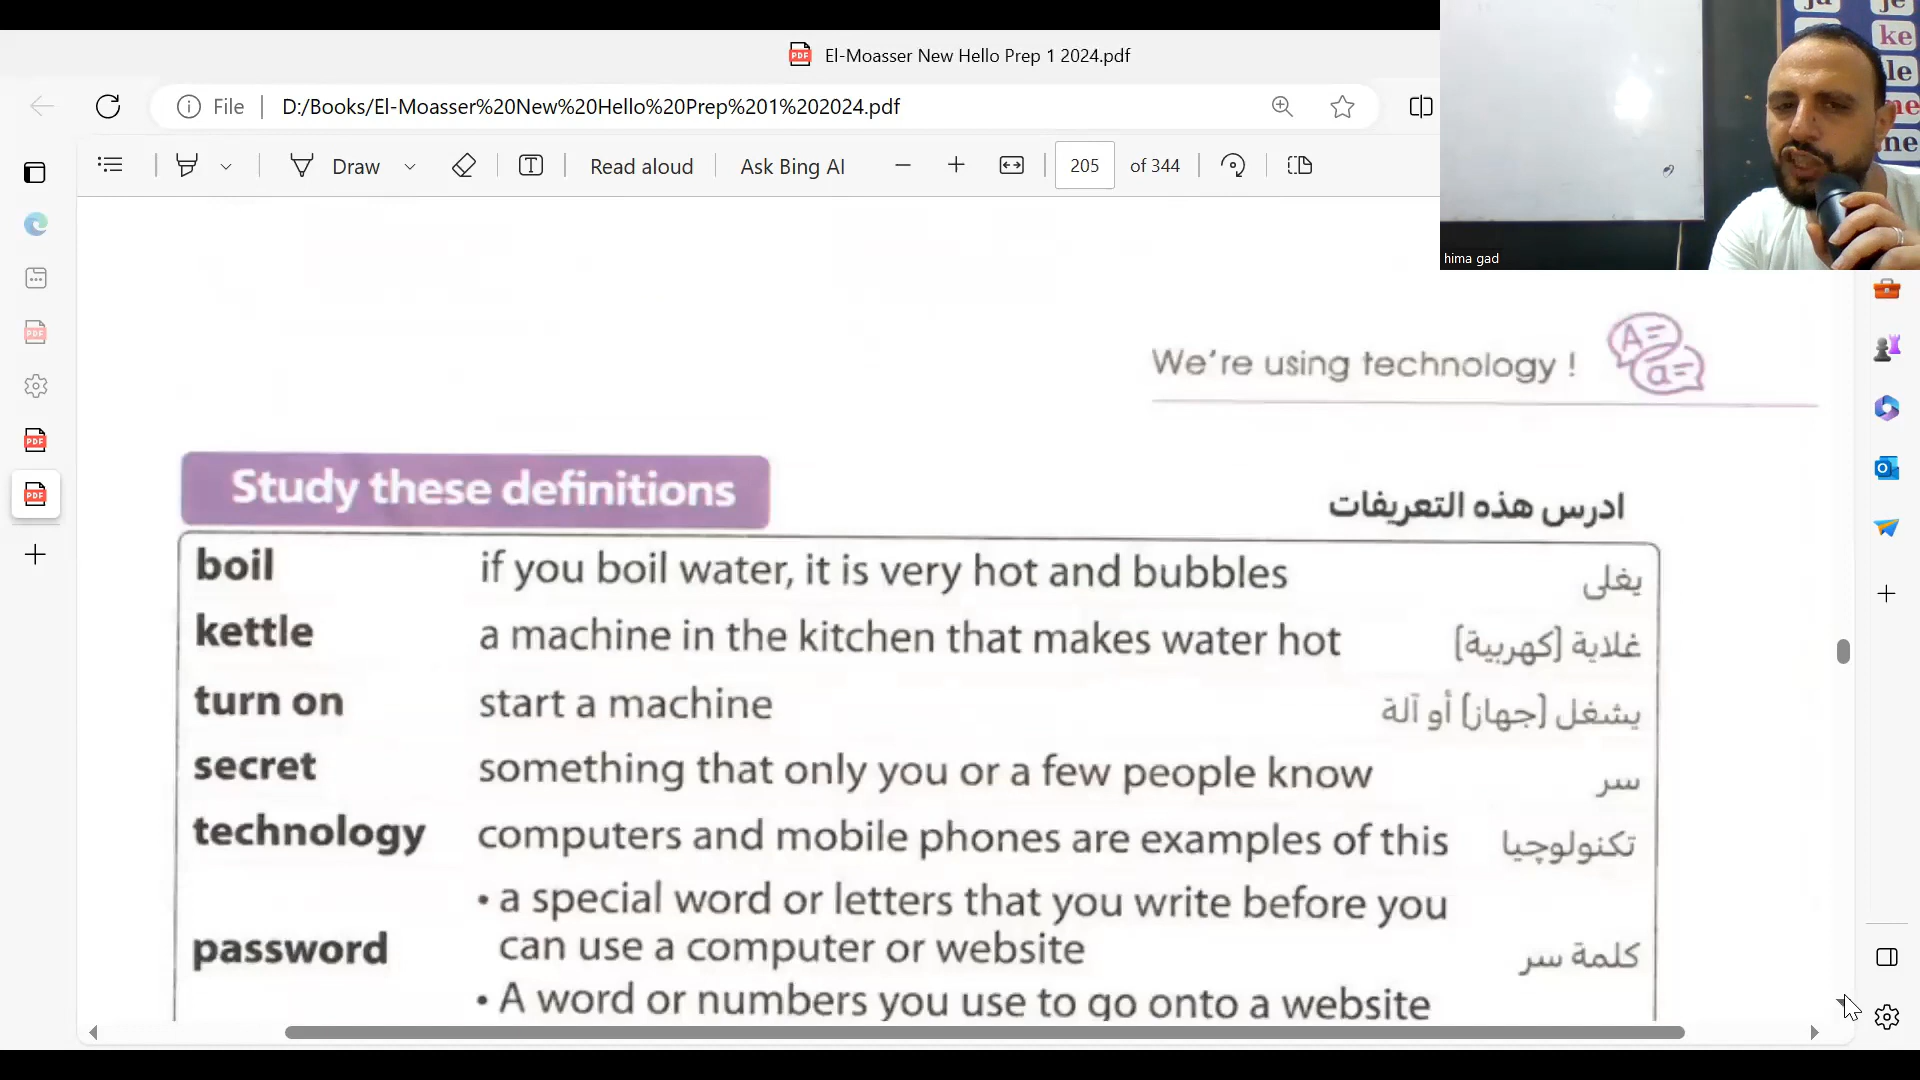 El-Moasser New Hello Prep 1 2024.pdf
File D:/Books/El-Moasser%20New%20Hello%20Prep%201%202024.pdf
Draw Read aloud Ask Bing AI 205 of 344
ke
le
me
ne
hima gad
We're using technology !
A=
a=
Study these definitions ادرس هذه التعريفات
boil if you boil water, it is very hot and bubbles يغلى
kettle a machine in the kitchen that makes water hot غلاية [كهربية]
turn on start a machine يشغل [جهاز] أو آلة
secret something that only you or a few people know سر
technology computers and mobile phones are examples of this تكنولوچيا
• a special word or letters that you write before you
password can use a computer or website كلمة سر
• A word or numbers you use to go onto a website